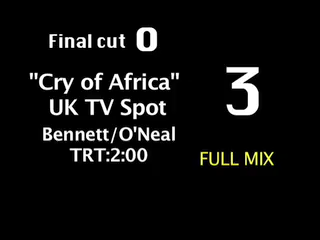 Final cut 0
"Cry of Africa"
UK TV Spot
Bennett/O'Neal
TRT:2:00
3
FULL MIX